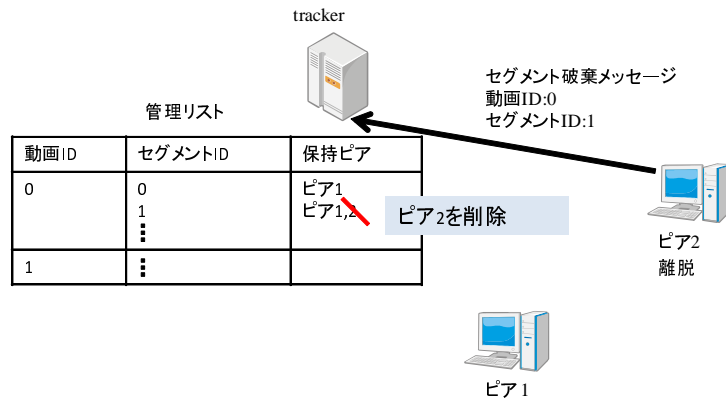 tracker
セグメント破棄メッセージ
動画ID:0
セグメントID:1
管理リスト
動画ID セグメントID 保持ピア
0 0 ピア1
1 ピア1,2
ピア2を削除
1
ピア2
離脱
ピア1